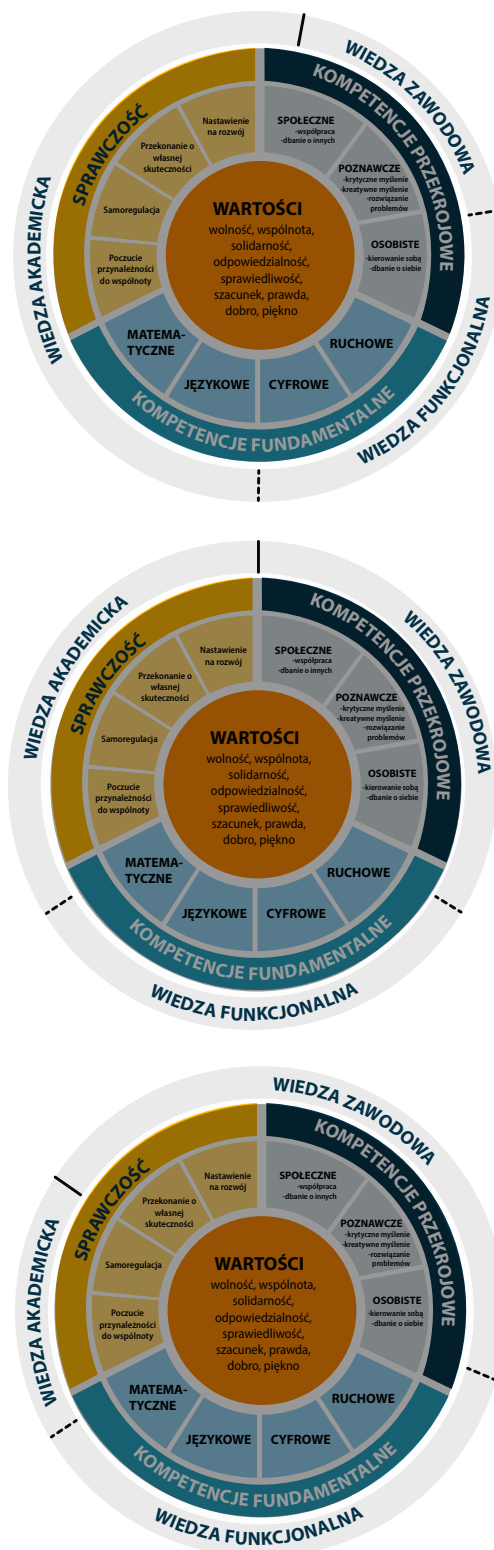 WIEDZA AKADEMICKA
WIEDZA ZAWODOWA
WIEDZA FUNKCJONALNA
SPRAWCZOŚĆ
KOMPETENCJE PRZEKROJOWE
KOMPETENCJE FUNDAMENTALNE
Nastawienie
na rozwój
Przekonanie o
własnej
skuteczności
Samoregulacja
Poczucie
przynależności
do wspólnoty
SPOŁECZNE
-współpraca
-dbanie o innych
POZNAWCZE
-krytyczne myślenie
-kreatywne myślenie
-rozwiązanie
problemów
OSOBISTE
-kierowanie sobą
-dbanie o siebie
WARTOŚCI
wolność, wspólnota,
solidarność,
odpowiedzialność,
sprawiedliwość,
szacunek, prawda,
dobro, piękno
MATEMA-
TYCZNE
JĘZYKOWE
CYFROWE
RUCHOWE
WIEDZA AKADEMICKA
WIEDZA ZAWODOWA
WIEDZA FUNKCJONALNA
SPRAWCZOŚĆ
KOMPETENCJE PRZEKROJOWE
KOMPETENCJE FUNDAMENTALNE
Nastawienie
na rozwój
Przekonanie o
własnej
skuteczności
Samoregulacja
Poczucie
przynależności
do wspólnoty
SPOŁECZNE
-współpraca
-dbanie o innych
POZNAWCZE
-krytyczne myślenie
-kreatywne myślenie
-rozwiązanie
problemów
OSOBISTE
-kierowanie sobą
-dbanie o siebie
WARTOŚCI
wolność, wspólnota,
solidarność,
odpowiedzialność,
sprawiedliwość,
szacunek, prawda,
dobro, piękno
MATEMA-
TYCZNE
JĘZYKOWE
CYFROWE
RUCHOWE
WIEDZA AKADEMICKA
WIEDZA ZAWODOWA
WIEDZA FUNKCJONALNA
SPRAWCZOŚĆ
KOMPETENCJE PRZEKROJOWE
KOMPETENCJE FUNDAMENTALNE
Nastawienie
na rozwój
Przekonanie o
własnej
skuteczności
Samoregulacja
Poczucie
przynależności
do wspólnoty
SPOŁECZNE
-współpraca
-dbanie o innych
POZNAWCZE
-krytyczne myślenie
-kreatywne myślenie
-rozwiązanie
problemów
OSOBISTE
-kierowanie sobą
-dbanie o siebie
WARTOŚCI
wolność, wspólnota,
solidarność,
odpowiedzialność,
sprawiedliwość,
szacunek, prawda,
dobro, piękno
MATEMA-
TYCZNE
JĘZYKOWE
CYFROWE
RUCHOWE